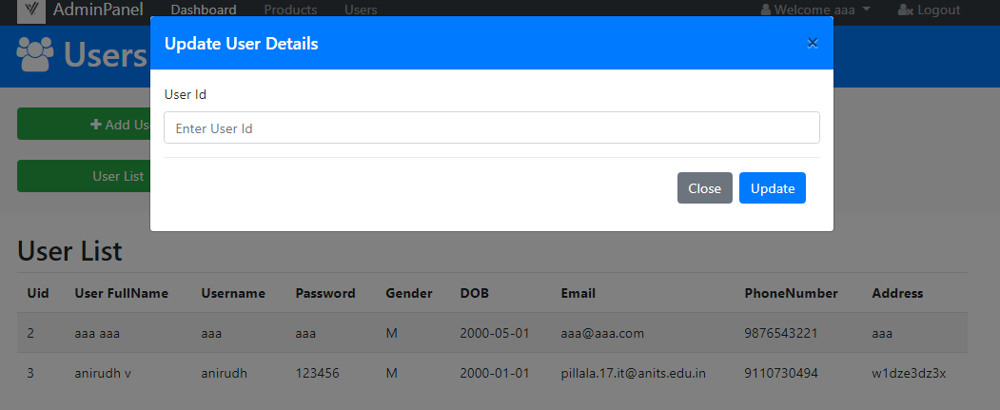 AdminPanel Dashboard Products Users Welcome aaa Logout
Update User Details ×
Users
User Id
Enter User Id
Add Us
User List
Close Update
User List
Uid User FullName Username Password Gender DOB Email PhoneNumber Address
2 aaa aaa aaa aaa M 2000-05-01 aaa@aaa.com 9876543221 aaa
3 anirudh v anirudh 123456 M 2000-01-01 pillala.17.it@anits.edu.in 9110730494 w1dze3dz3x